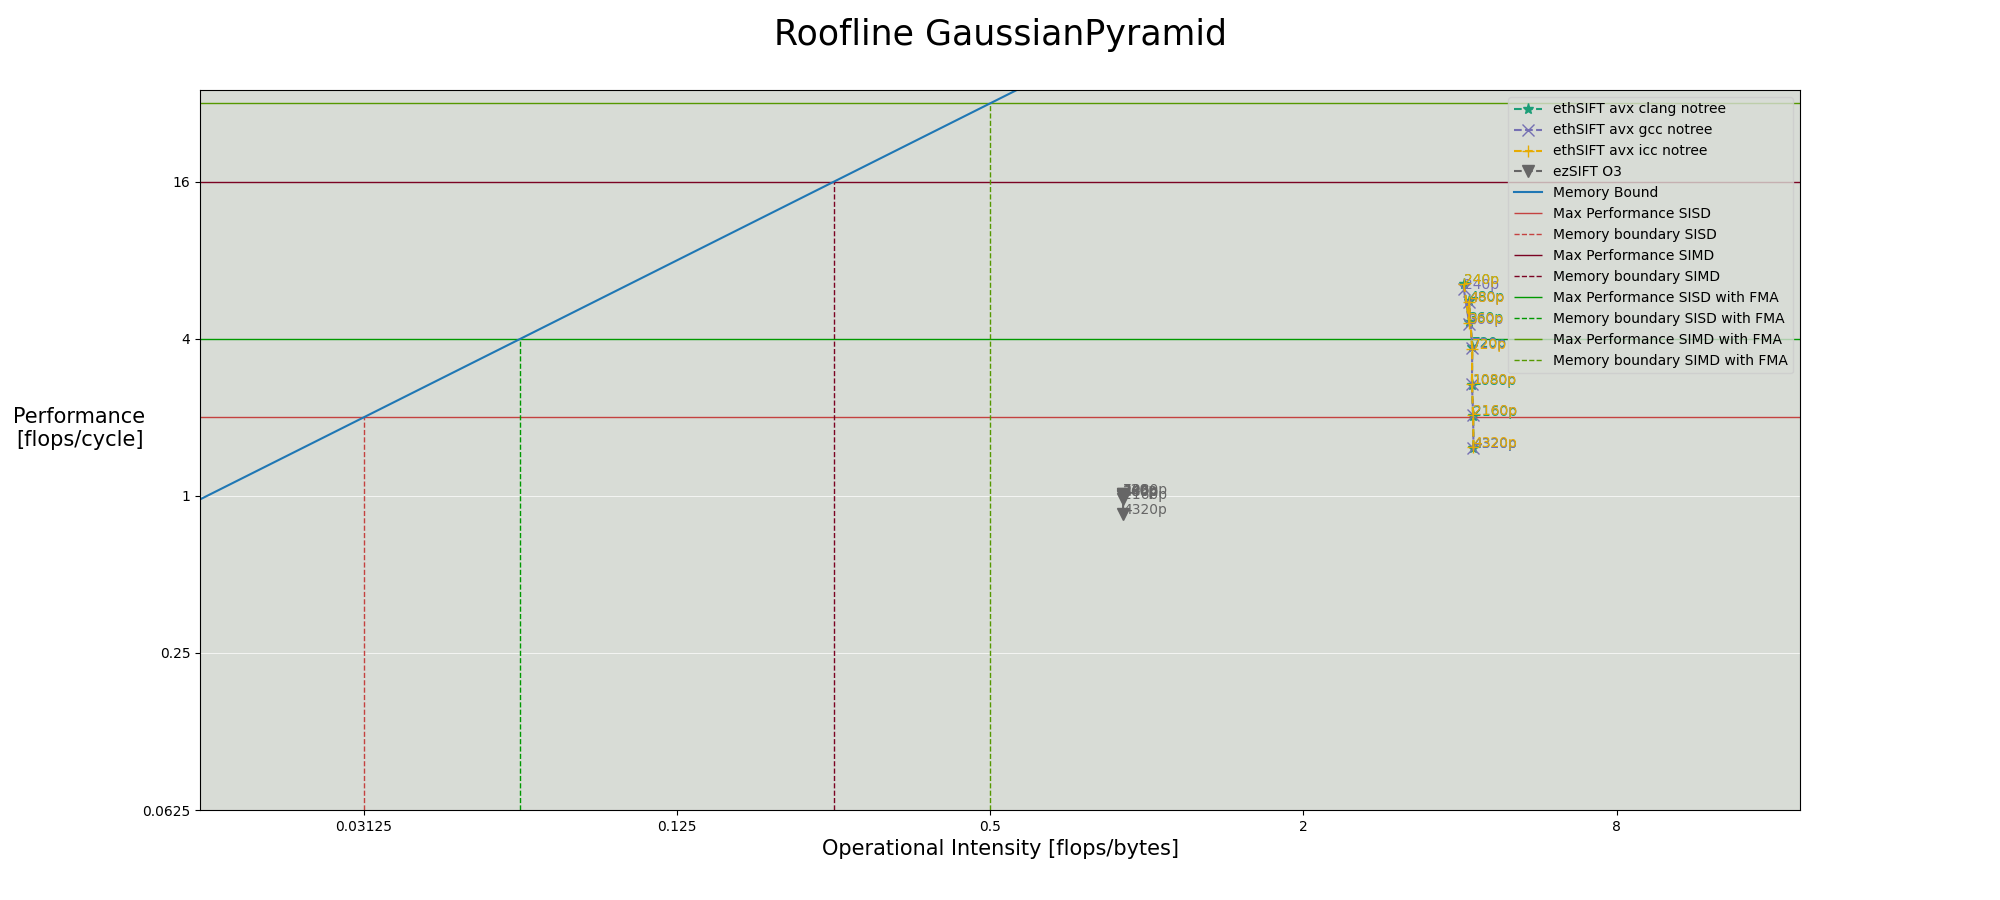 Roofline GaussianPyramid
ethSIFT avx clang notree
ethSIFT avx gcc notree
ethSIFT avx icc notree
ezSIFT O3
Memory Bound
Max Performance SISD
Memory boundary SISD
Max Performance SIMD
Memory boundary SIMD
Max Performance SISD with FMA
Memory boundary SISD with FMA
Max Performance SIMD with FMA
Memory boundary SIMD with FMA
16
4
1
0.25
0.0625
Performance
[flops/cycle]
240p
240p
480p
360p
360p
720p
1080p
2160p
4320p
2160p
4320p
0.03125
0.125
0.5
2
8
Operational Intensity [flops/bytes]